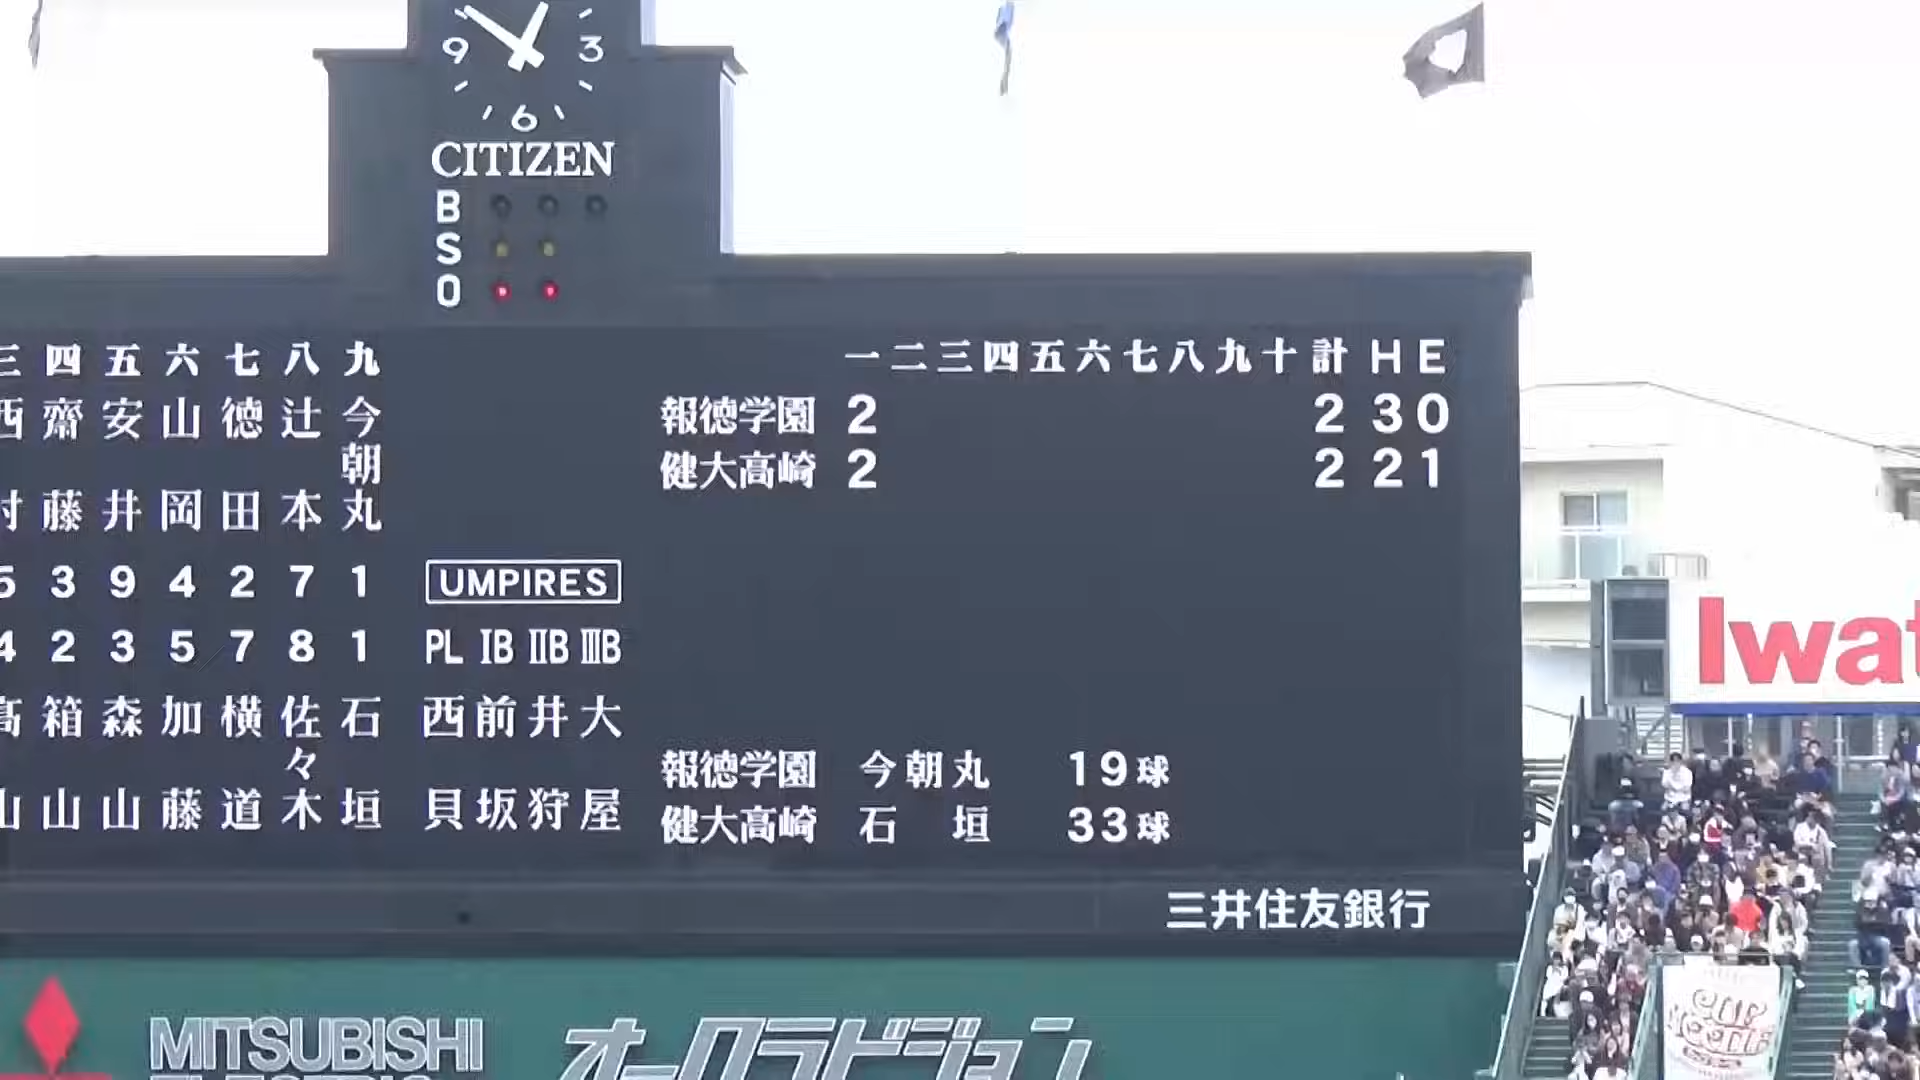 9 3
6
CITIZEN
B
S
O
三 四 五 六 七 八 九
西村 齋藤 安井 山岡 徳田 辻本 今朝丸
5 3 9 4 2 7 1
4 2 3 5 7 8 1
高山 箱山 森山 加藤 横道 佐々木 石垣
UMPIRES
PL IB IIB IIIB
西貝 前坂 井狩 大屋
一 二 三 四 五 六 七 八 九 十 計 H E
報徳学園 2 2 3 0
健大高崎 2 2 2 1
報徳学園 今朝丸 19球
健大高崎 石垣 33球
三井住友銀行
Iwat
MITSUBISHI
ELECTRIC
オーロラビジョン
CUP
NOODLE